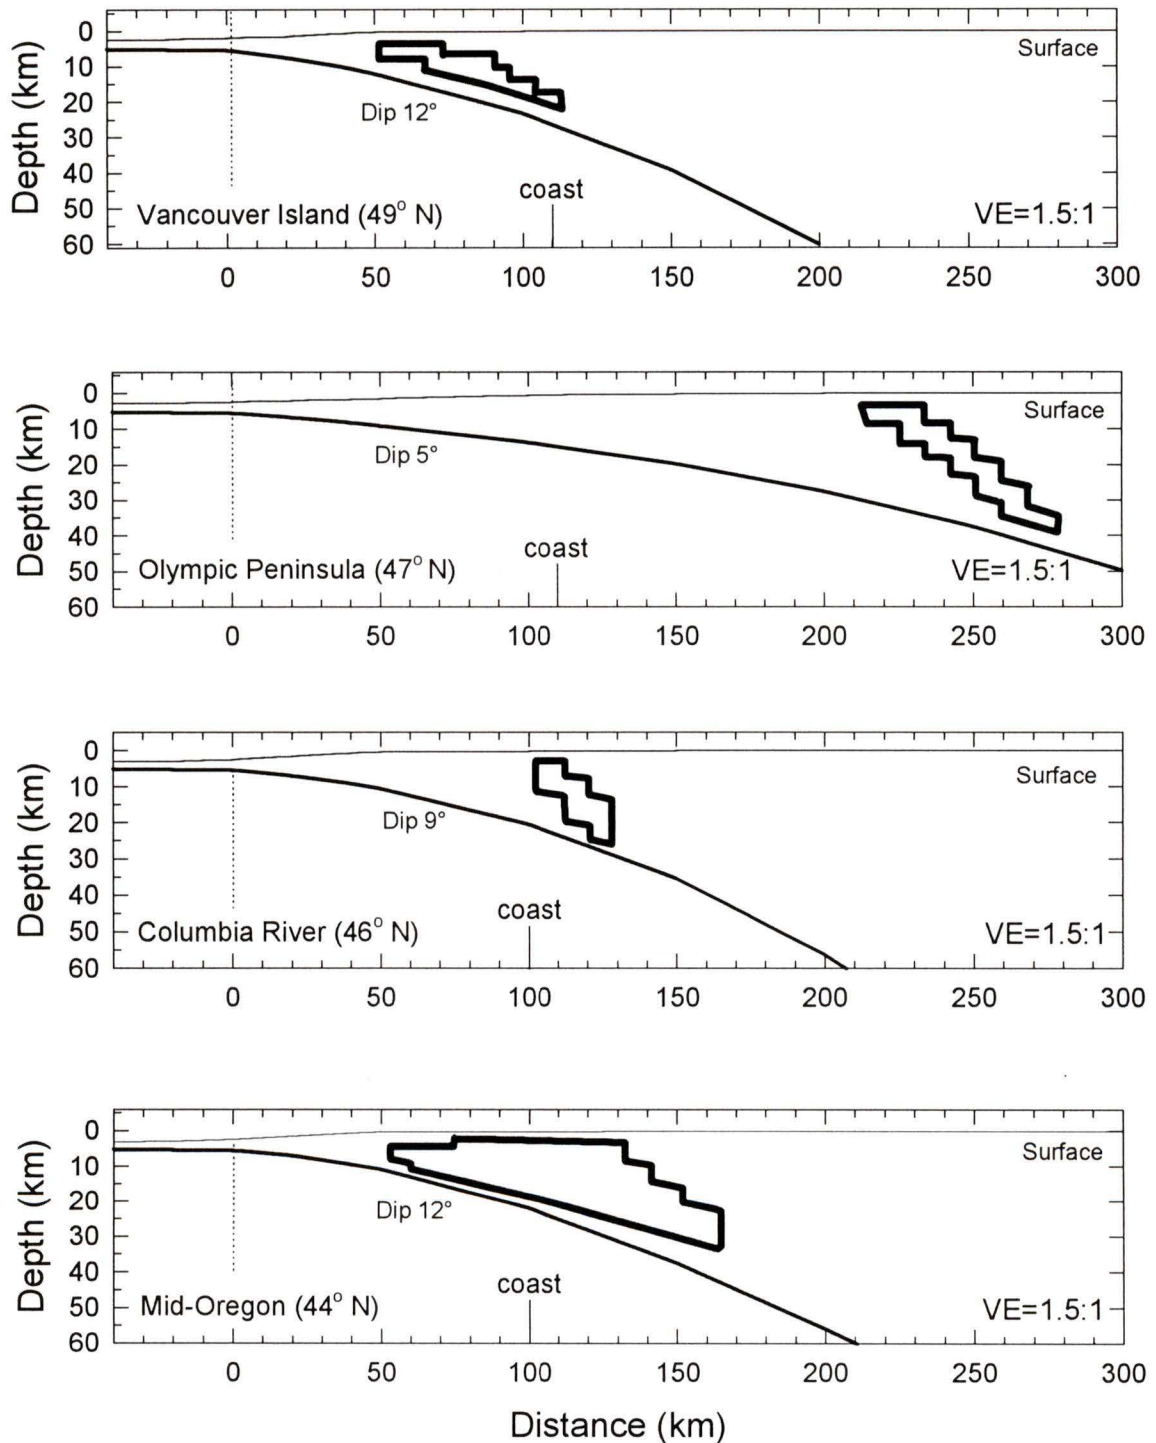 0
10
20
30
40
50
60
Depth (km)
Surface
Dip 12°
coast
Vancouver Island (49° N)
VE=1.5:1
0 50 100 150 200 250 300
0
10
20
30
40
50
60
Depth (km)
Surface
Dip 5°
coast
Olympic Peninsula (47° N)
VE=1.5:1
0 50 100 150 200 250 300
0
10
20
30
40
50
60
Depth (km)
Surface
Dip 9°
coast
Columbia River (46° N)
VE=1.5:1
0 50 100 150 200 250 300
0
10
20
30
40
50
60
Depth (km)
Surface
Dip 12°
coast
Mid-Oregon (44° N)
VE=1.5:1
0 50 100 150 200 250 300
Distance (km)